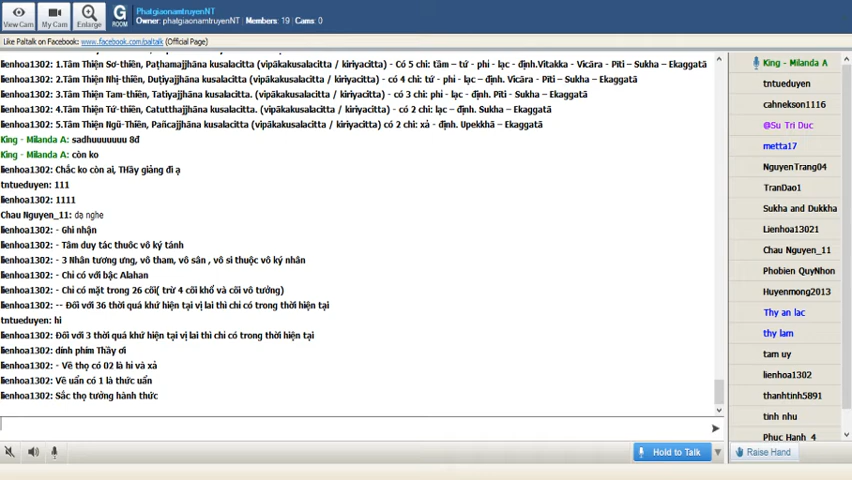 PhatgiaonamtruyenNT
Owner: phatgiaonamtruyenNT | Members: 19 | Cams: 0
View Cam
My Cam
Enlarge
G
ROOM
Like Paltalk on Facebook: www.facebook.com/paltalk (Official Page)
lienhoa1302: 1.Tâm Thiện Sơ-thiền, Paṭhamajjhāna kusalacitta (vipākakusalacitta / kiriyacitta) - Có 5 chi: tầm – tứ - phi - lạc – định.Vitakka - Vicāra - Pīti – Sukha – Ekaggatā
lienhoa1302: 2.Tâm Thiện Nhị-thiền, Duṭiyajjhāna kusalacitta (vipākakusalacitta / kiriyacitta) - có 4 chi: tứ - phi - lạc – định. Vicāra - Pīti – Sukha – Ekaggatā
lienhoa1302: 3.Tâm Thiện Tam-thiền, Tatiyajjhāna kusalacitta. (vipākakusalacitta / kiriyacitta) - có 3 chi: phi - lạc – định. Pīti - Sukha – Ekaggatā
lienhoa1302: 4.Tâm Thiện Tứ-thiền, Catutthajjhāna kusalacitta. (vipākakusalacitta / kiriyacitta) - có 2 chi: lạc – định. Sukha – Ekaggatā
lienhoa1302: 5.Tâm Thiện Ngũ-Thiền, Pañcajjhāna kusalacitta (vipākakusalacitta / kiriyacitta) có 2 chi: xả - định. Upekkhā – Ekaggatā
King - Milanda A: sadhuuuuuuu 8đ
King - Milanda A: còn ko
lienhoa1302: Chắc ko còn ai, THầy giảng đi ạ
tntueduyen: 111
lienhoa1302: 1111
Chau Nguyen_11: dạ nghe
lienhoa1302: - Ghi nhận
lienhoa1302: - Tâm duy tác thuôc vô ký tánh
lienhoa1302: - 3 Nhân tương ưng, vô tham, vô sân , vô si thuộc vô ký nhân
lienhoa1302: - Chỉ có với bậc Alahan
lienhoa1302: - Chỉ có mặt trong 26 cõi( trừ 4 cõi khổ và cõi vô tưởng)
lienhoa1302: -- Đối với 36 thời quá khứ hiện tại vị lai thì chỉ có trong thời hiện tại
tntueduyen: hi
lienhoa1302: Đối với 3 thời quá khứ hiện tại vị lai thì chỉ có trong thời hiện tại
lienhoa1302: dính phím Thầy ơi
lienhoa1302: - Về thọ có 02 là hỉ và xả
lienhoa1302: Về uẩn có 1 là thức uẩn
lienhoa1302: Sắc thọ tưởng hành thức
King - Milanda A
tntueduyen
cahnekson1116
@Su Tri Duc
metta17
NguyenTrang04
TranDao1
Sukha and Dukkha
Lienhoa13021
Chau Nguyen_11
Phobien QuyNhon
Huyenmong2013
Thy an lac
thy lam
tam uy
lienhoa1302
thanhtinh5891
tinh nhu
Phuc Hanh_4
Hold to Talk
Raise Hand